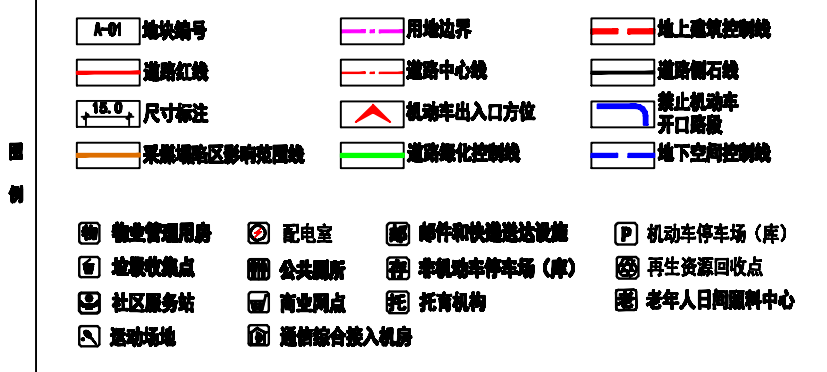 图例
A-01 地块编号
用地边界
地上建筑控制线
道路红线
道路中心线
道路侧石线
15.0 尺寸标注
机动车出入口方位
禁止机动车
开口路段
采煤塌陷区影响范围线
道路绿化控制线
地下空间控制线
物 物业管理用房
配电室
邮 邮件和快递送达设施
P 机动车停车场（库）
垃圾收集点
公共厕所
存 非机动车停车场（库）
再生资源回收点
社区服务站
商业网点
托 托育机构
老 老年人日间照料中心
运动场地
通信综合接入机房